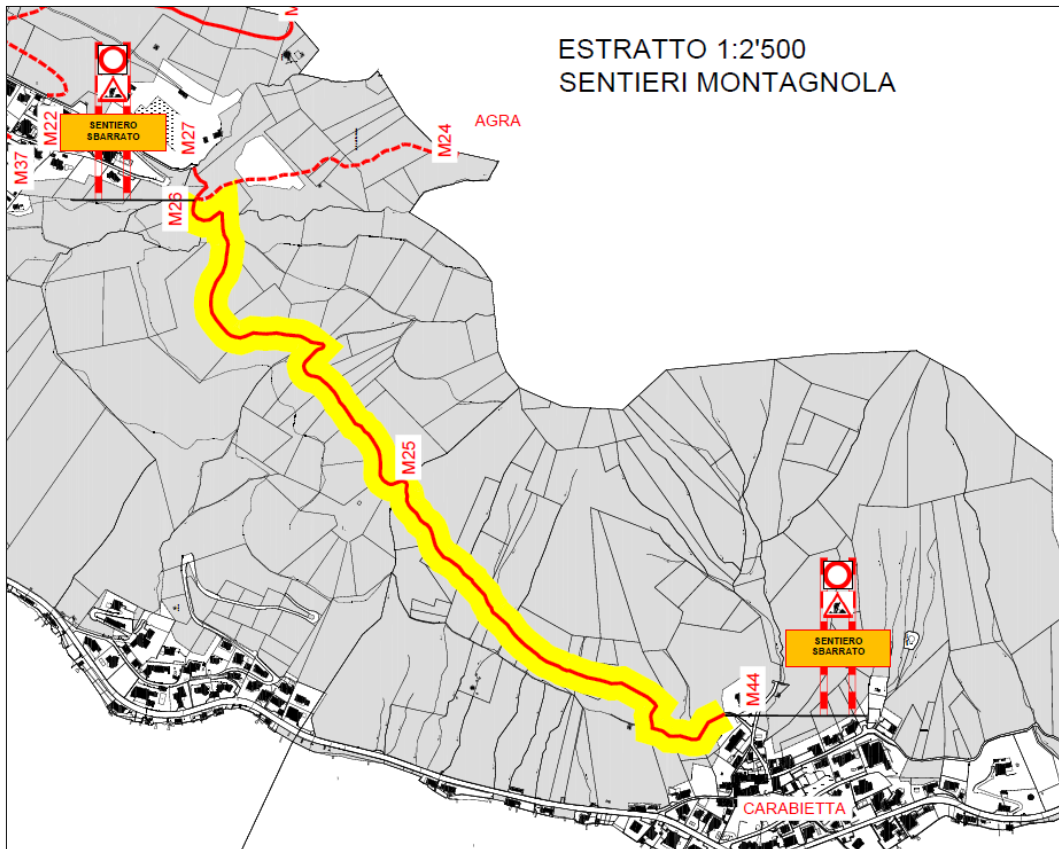 ESTRATTO 1:2'500
SENTIERI MONTAGNOLA
M22
SENTIERO
SBARRATO
M27
M37
M26
AGRA
M24
M25
SENTIERO
SBARRATO
M44
CARABIETTA